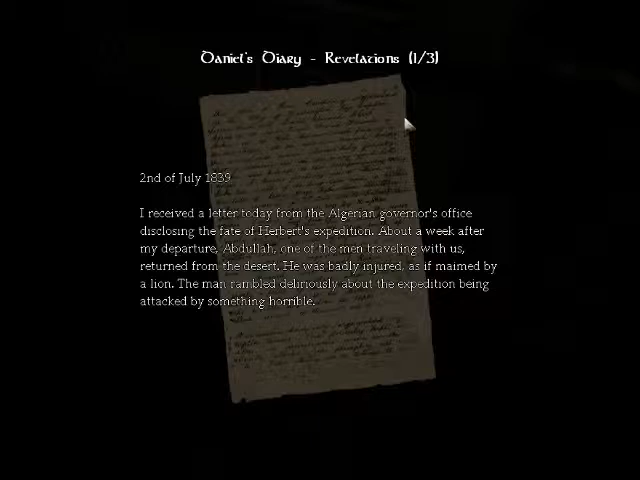 Daniel's Diary - Revelations (1/3)
2nd of July 1839
I received a letter today from the Algerian governor's office
disclosing the fate of Herbert's expedition. About a week after
my departure, Abdullah, one of the men traveling with us,
returned from the desert. He was badly injured, as if maimed by
a lion. The man rambled deliriously about the expedition being
attacked by something horrible.